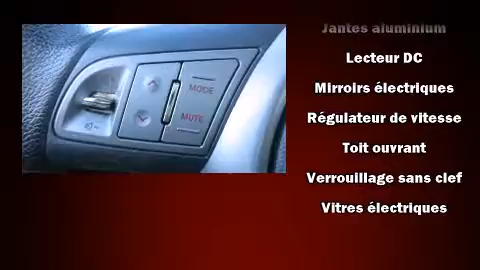 Jantes aluminium
Lecteur DC
Mirroirs électriques
Régulateur de vitesse
Toit ouvrant
Verrouillage sans clef
Vitres électriques
MODE
MUTE